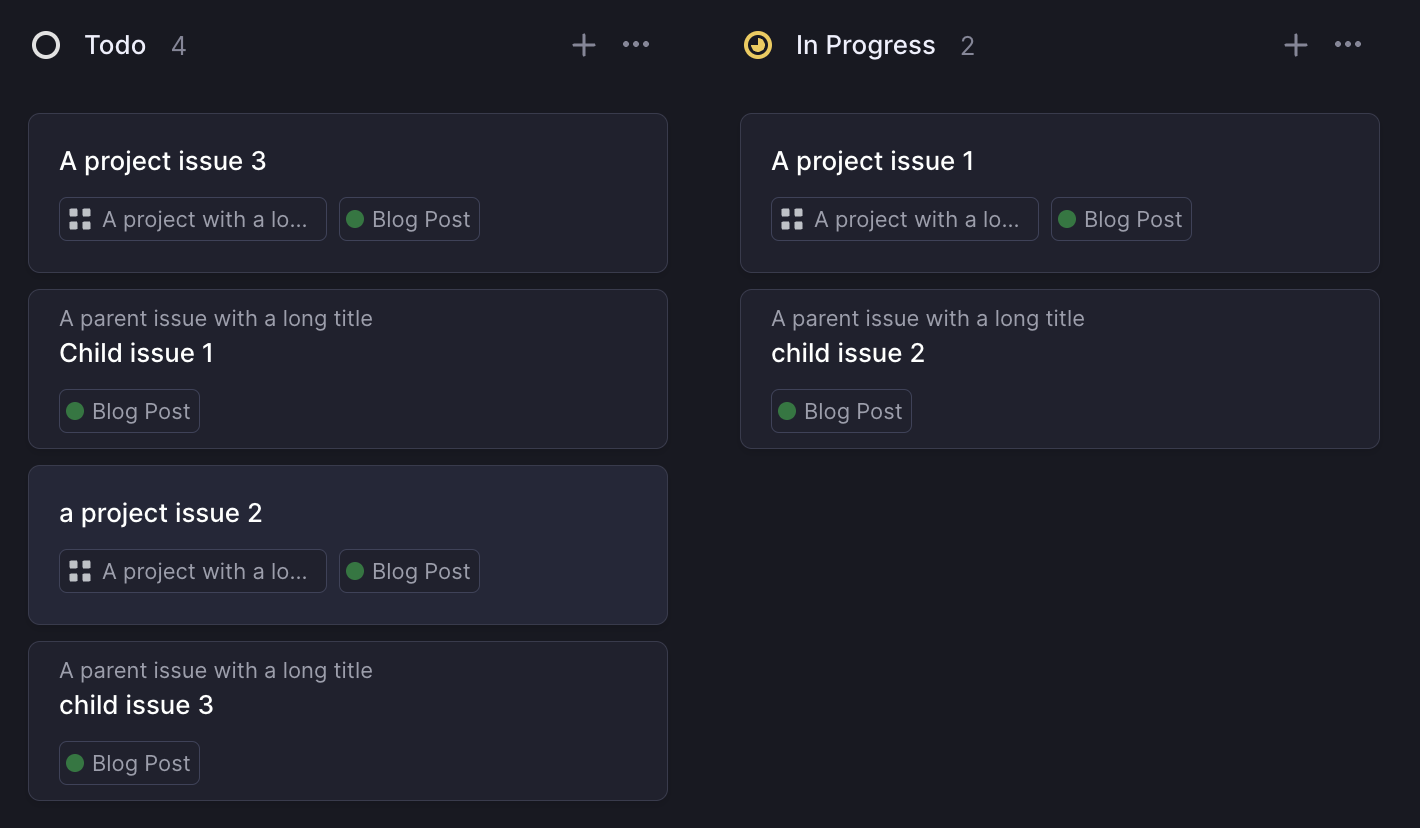 Todo 4
A project issue 3
A project with a lo...
Blog Post
A parent issue with a long title
Child issue 1
Blog Post
a project issue 2
A project with a lo...
Blog Post
A parent issue with a long title
child issue 3
Blog Post
In Progress 2
A project issue 1
A project with a lo...
Blog Post
A parent issue with a long title
child issue 2
Blog Post